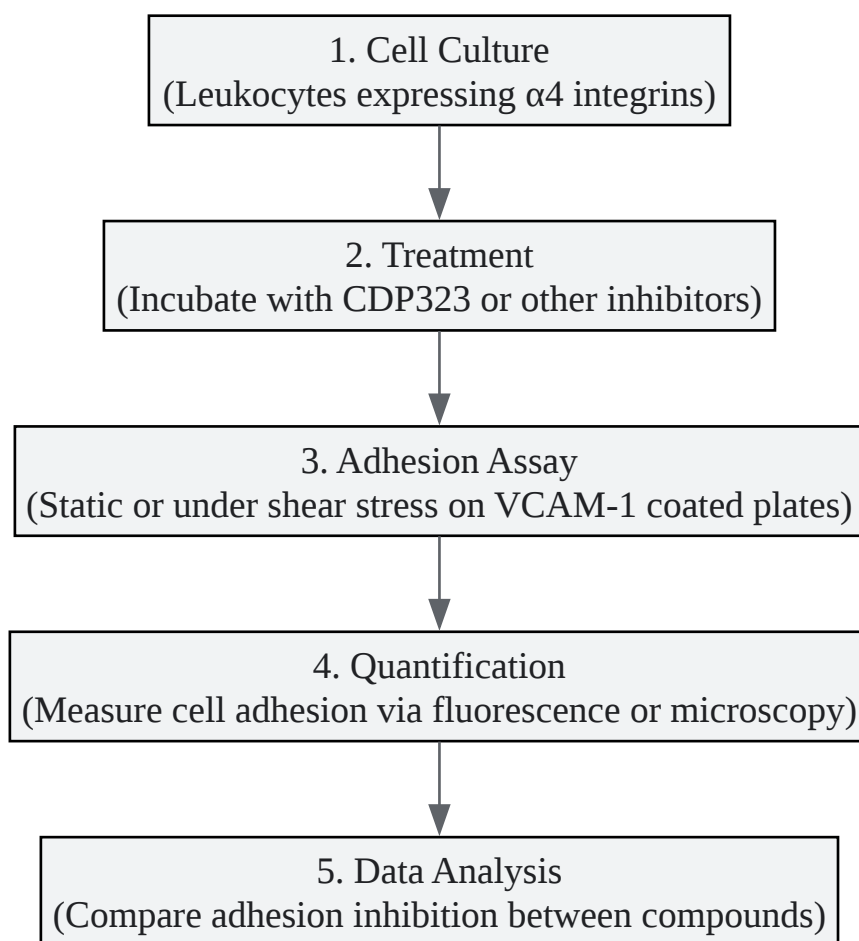 1. Cell Culture
(Leukocytes expressing α4 integrins)
2. Treatment
(Incubate with CDP323 or other inhibitors)
3. Adhesion Assay
(Static or under shear stress on VCAM-1 coated plates)
4. Quantification
(Measure cell adhesion via fluorescence or microscopy)
5. Data Analysis
(Compare adhesion inhibition between compounds)